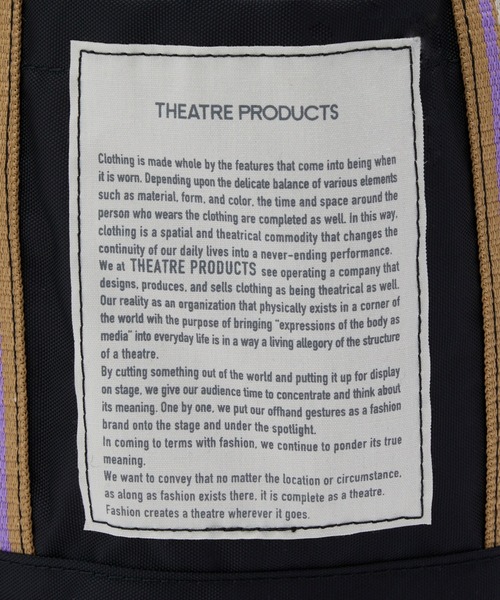 THEATRE PRODUCTS
Clothing is made whole by the features that come into being when
it is worn. Depending upon the delicate balance of various elements
such as material, form, and color, the time and space around the
person who wears the clothing are completed as well. In this way,
clothing is a spatial and theatrical commodity that changes the
continuity of our daily lives into a never-ending performance.
We at THEATRE PRODUCTS see operating a company that
designs, produces, and sells clothing as being theatrical as well.
Our reality as an organization that physically exists in a corner of
the world wih the purpose of bringing "expressions of the body as
media" into everyday life is in a way a living allegory of the structure
of a theatre.
By cutting something out of the world and putting it up for display
on stage, we give our audience time to concentrate and think about
its meaning. One by one, we put our offhand gestures as a fashion
brand onto the stage and under the spotlight.
In coming to terms with fashion, we continue to ponder its true
meaning.
We want to convey that no matter the location or circumstance,
as along as fashion exists there, it is complete as a theatre.
Fashion creates a theatre wherever it goes.